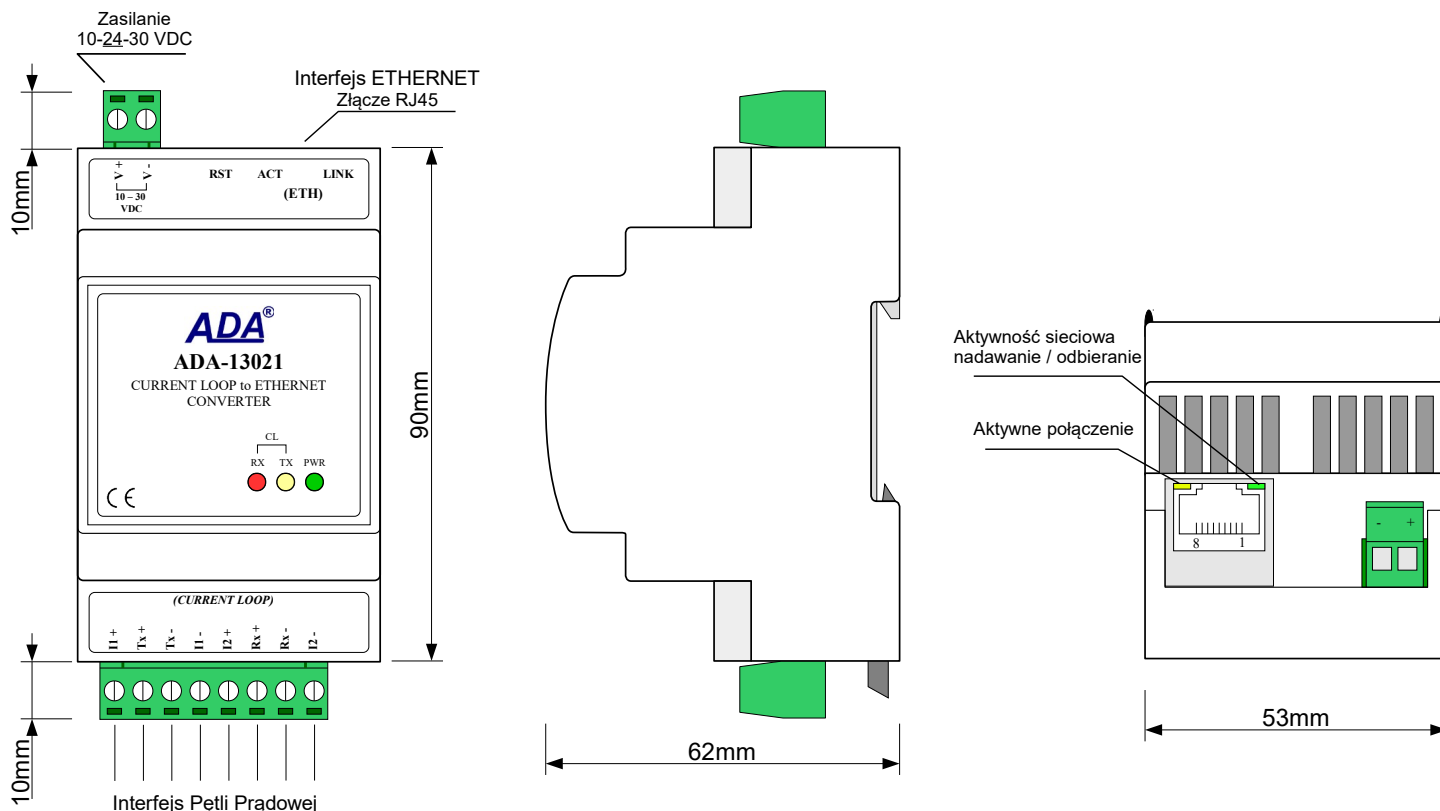 Zasilanie
10-24-30 VDC
Interfejs ETHERNET
Złącze RJ45
10mm
V +
V -
10 – 30
VDC
RST ACT LINK
(ETH)
ADA®
ADA-13021
CURRENT LOOP to ETHERNET
CONVERTER
CL
RX TX PWR
CE
90mm
(CURRENT LOOP)
I1 +
Tx +
Tx -
I1 -
I2 +
Rx +
Rx -
I2 -
10mm
Interfejs Pętli Prądowej
62mm
Aktywność sieciowa
nadawanie / odbieranie
Aktywne połączenie
8 1
- +
53mm